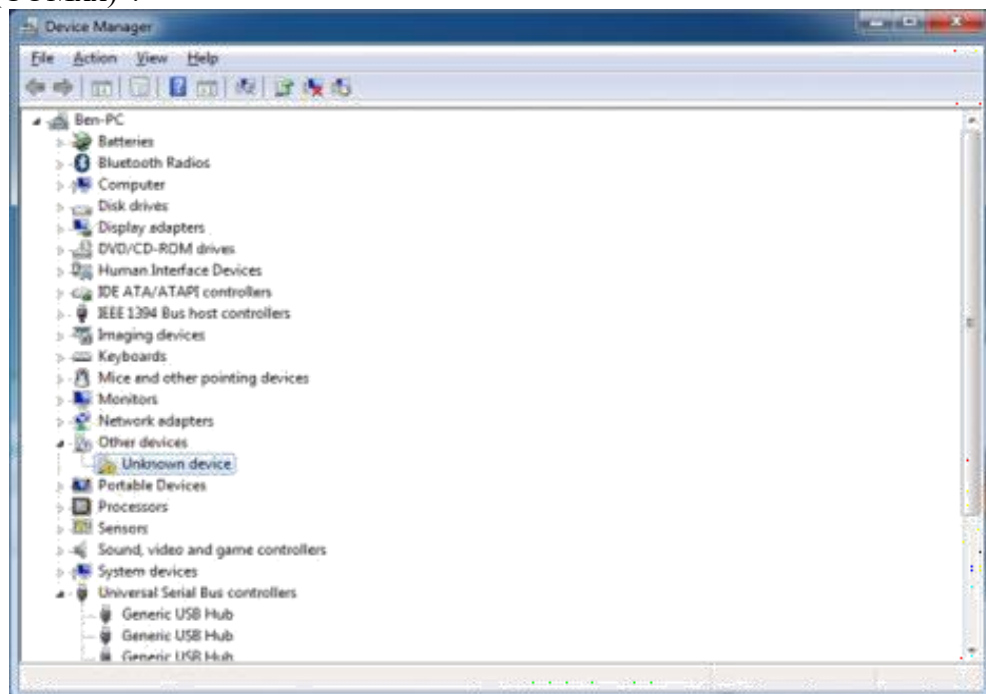 Device Manager
File Action View Help
Ben-PC
Batteries
Bluetooth Radios
Computer
Disk drives
Display adapters
DVD/CD-ROM drives
Human Interface Devices
IDE ATA/ATAPI controllers
IEEE 1394 Bus host controllers
Imaging devices
Keyboards
Mice and other pointing devices
Monitors
Network adapters
Other devices
Unknown device
Portable Devices
Processors
Sensors
Sound, video and game controllers
System devices
Universal Serial Bus controllers
Generic USB Hub
Generic USB Hub
Generic USB Hub